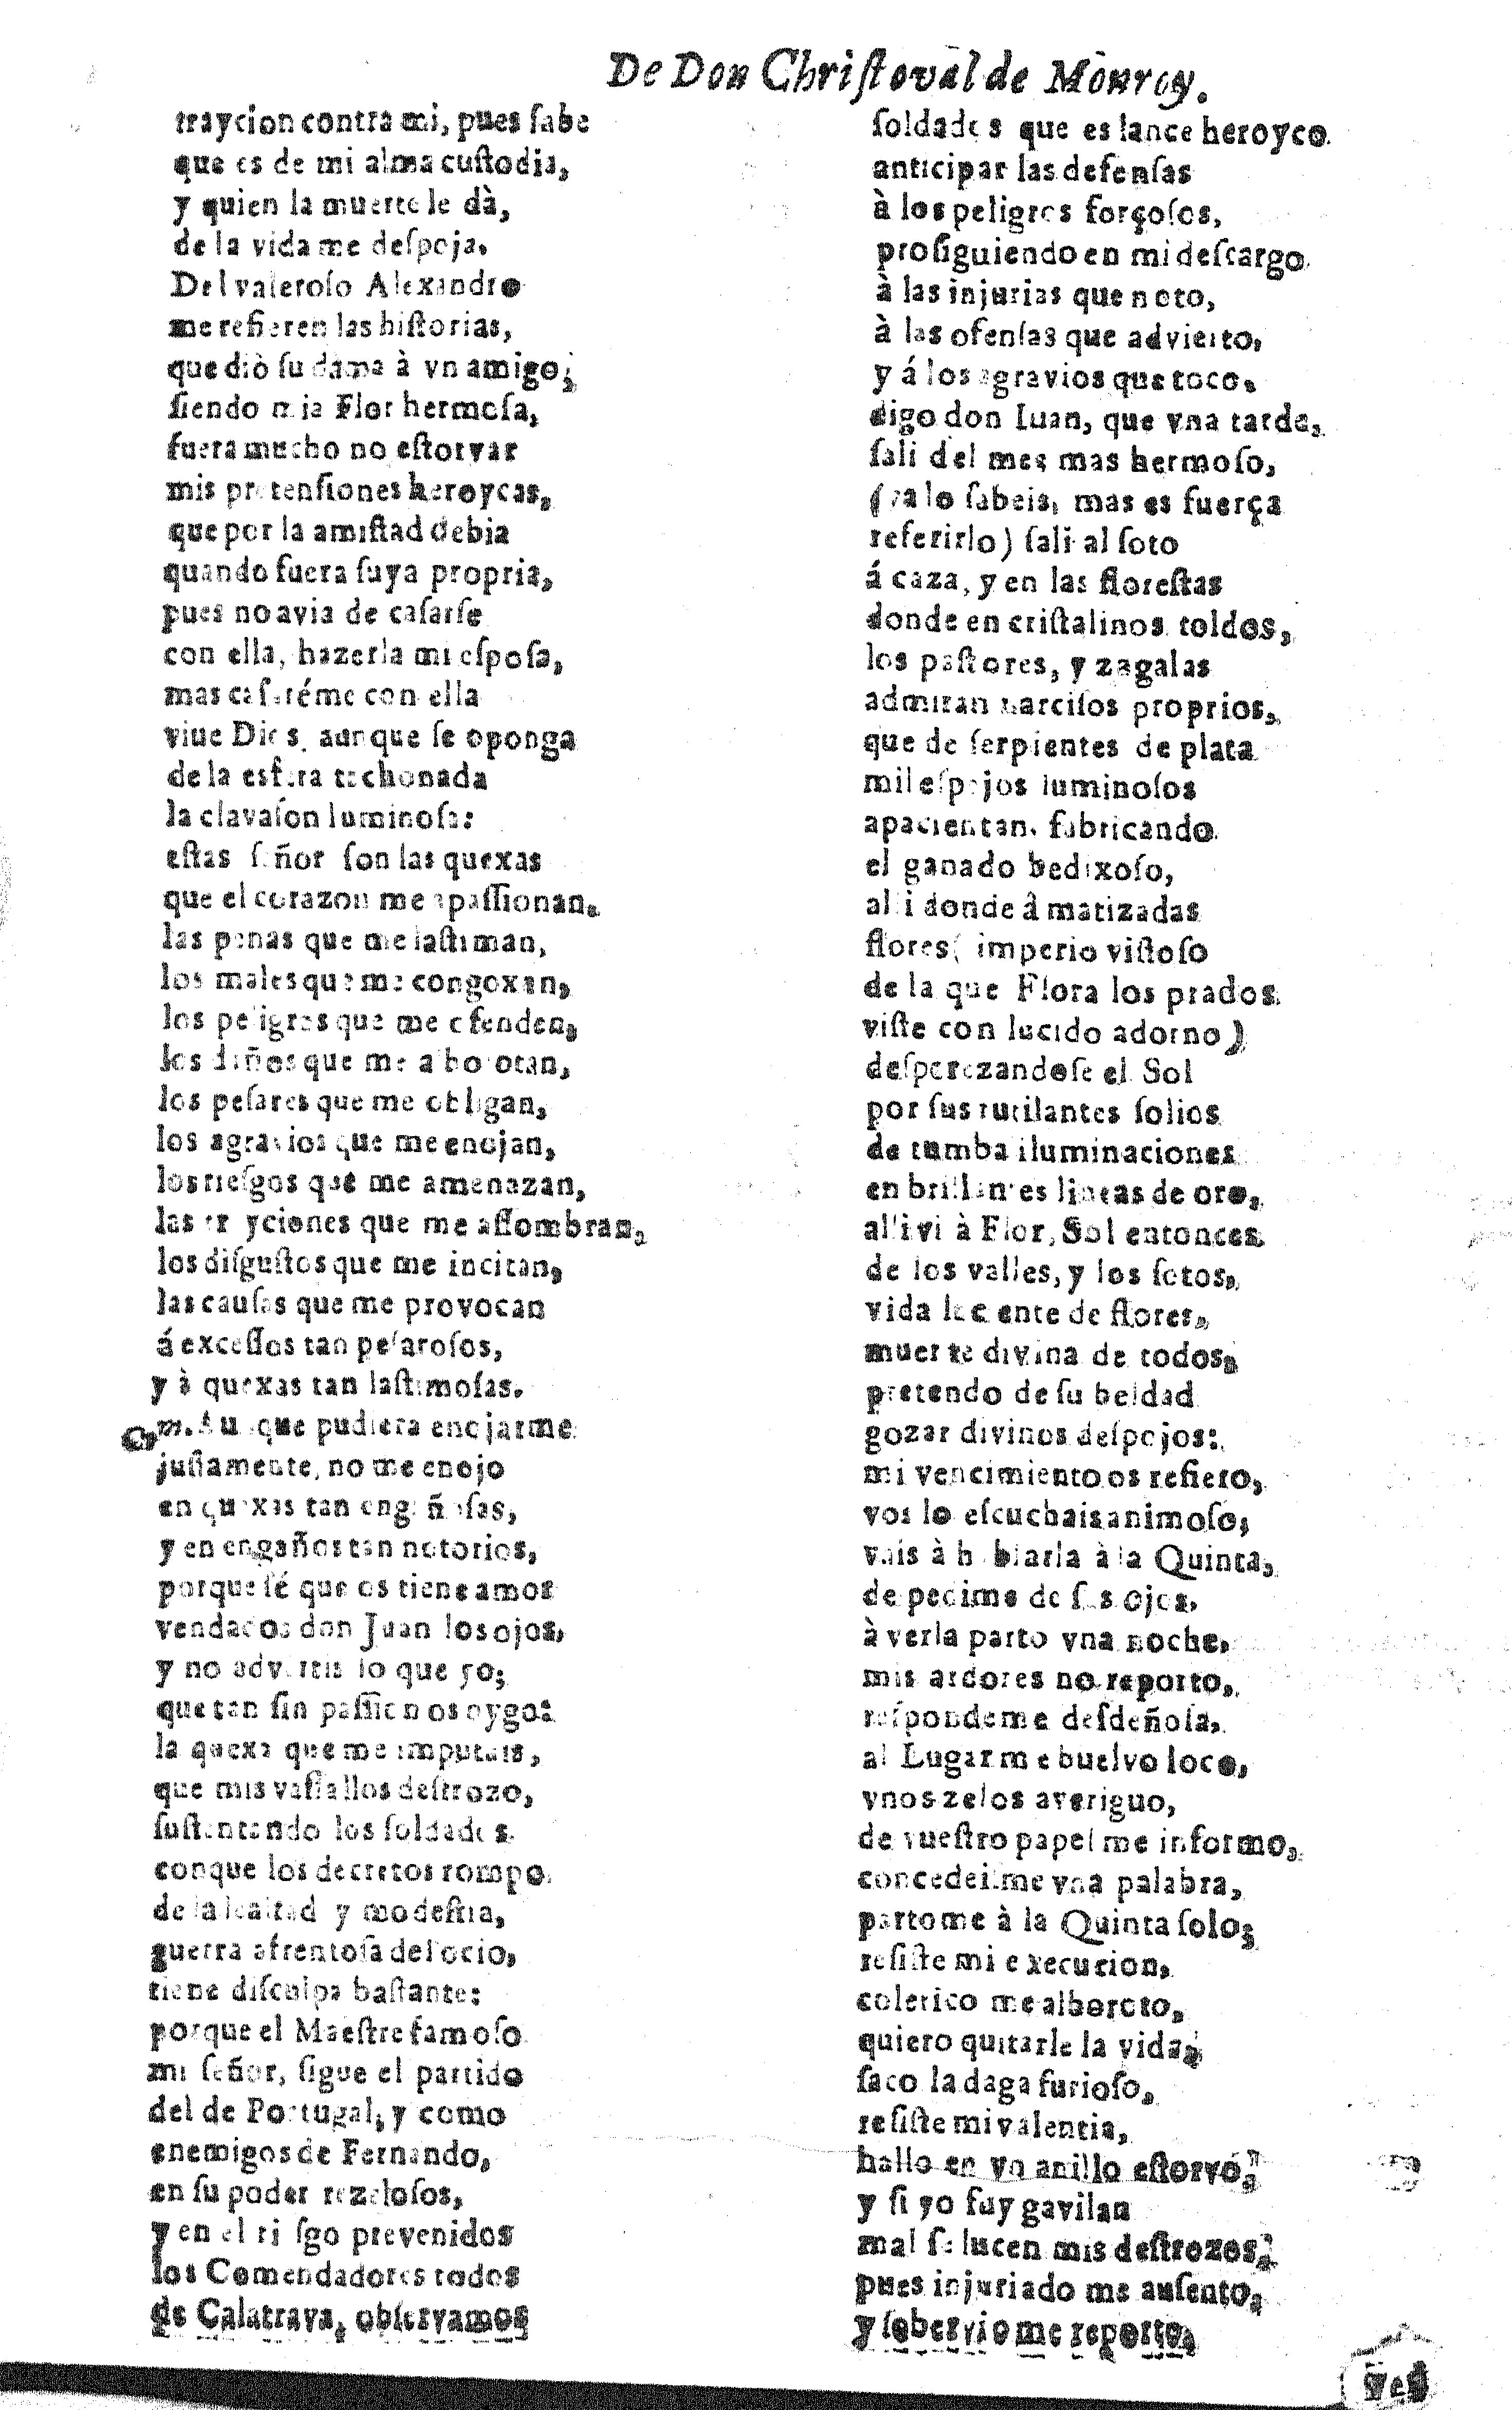 De Don Chriſtoval de Monroy.
traycion contra mi, pues ſabe
que es de mi alma cuſtodia,
y quien la muerte le dà,
de la vida me deſpoja.
Del valeroſo Alexandro
me refieren las hiſtorias,
que diò ſu dama à vn amigo;
ſiendo mia Flor hermoſa,
fuera mucho no eſtorvar
mis pretenſiones heroycas,
que por la amiſtad debia
quando fuera ſuya propria,
pues no avia de caſarſe
con ella, hazerla mi eſpoſa,
mas caſaréme con ella
viue Dios, aunque ſe oponga
de la esfera techonada
la clavaſon luminoſa:
eſtas ſeñor ſon las quexas
que el corazon me apaſſionan.
las penas que me laſtiman,
los males que me congoxan,
los peligros que me ofenden,
los daños que me alborotan,
los peſares que me obligan,
los agravios que me enojan,
los rieſgos que me amenazan,
las trayciones que me aſſombran,
los diſguſtos que me incitan,
las cauſas que me provocan
á exceſſos tan peſaroſos,
y à quexas tan laſtimoſas.
Com. Aunque pudiera enojarme
juſtamente, no me enojo
en quexas tan engañoſas,
y en engaños tan notorios,
porque ſé que os tiene amor
vendados don Juan los ojos,
y no advertis lo que yo;
que tan ſin paſſion os oygo:
la quexa que me imputais,
que mis vaſſallos deſtrozo,
ſuſtentando los ſoldados
conque los decretos rompo
de la lealtad y modeſtia,
guerra afrentoſa del ocio,
tiene diſculpa baſtante:
porque el Maeſtre famoſo
mi ſeñor, ſigue el partido
del de Portugal, y como
enemigos de Fernando,
en ſu poder rezeloſos,
y en el rieſgo prevenidos
los Comendadores todos
de Calatrava, obſervamos
ſoldados que es lance heroyco
anticipar las defenſas
à los peligros forçoſos,
proſiguiendo en mi deſcargo
à las injurias que noto,
à las ofenſas que advierto,
y á los agravios que toco.
digo don Iuan, que vna tarde,
ſali del mes mas hermoſo,
(ya lo ſabeis, mas es fuerça
referirlo) ſali al ſoto
á caza, y en las floreſtas
donde en criſtalinos toldos,
los paſtores, y zagalas
admiran narciſos proprios,
que de ſerpientes de plata
mil eſpejos luminoſos
apacientan, fabricando
el ganado bedixoſo,
alli donde â matizadas
flores( imperio viſtoſo
de la que Flora los prados
viſte con lucido adorno)
deſperezandoſe el Sol
por ſus rutilantes ſolios
de tumba iluminaciones
en brillantes lineas de oro,
alli vi à Flor, Sol entonces
de los valles, y los ſotos,
vida lucente de flores,
muerte divina de todos,
pretendo de ſu beldad
gozar divinos deſpojos:
mi vencimiento os refiero,
vos lo eſcuchais animoſo;
vais à hablarla à la Quinta,
de pedime de ſus ojos,
à verla parto vna noche,
mis ardores no reporto,
reſpondeme deſdeñoſa,
al Lugar me buelvo loco,
vnos zelos averiguo,
de vueſtro papel me informo,
concedeiſme vna palabra,
partome à la Quinta ſolo;
reſiſte mi execucion,
colerico me alboroto,
quiero quitarle la vida,
ſaco la daga furioſo,
reſiſte mi valentia,
hallo en vn anillo eſtorvo,
y ſi yo fuy gavilan
mal ſe lucen mis deſtrozos,
pues injuriado me auſento,
y ſobervio me reporto,